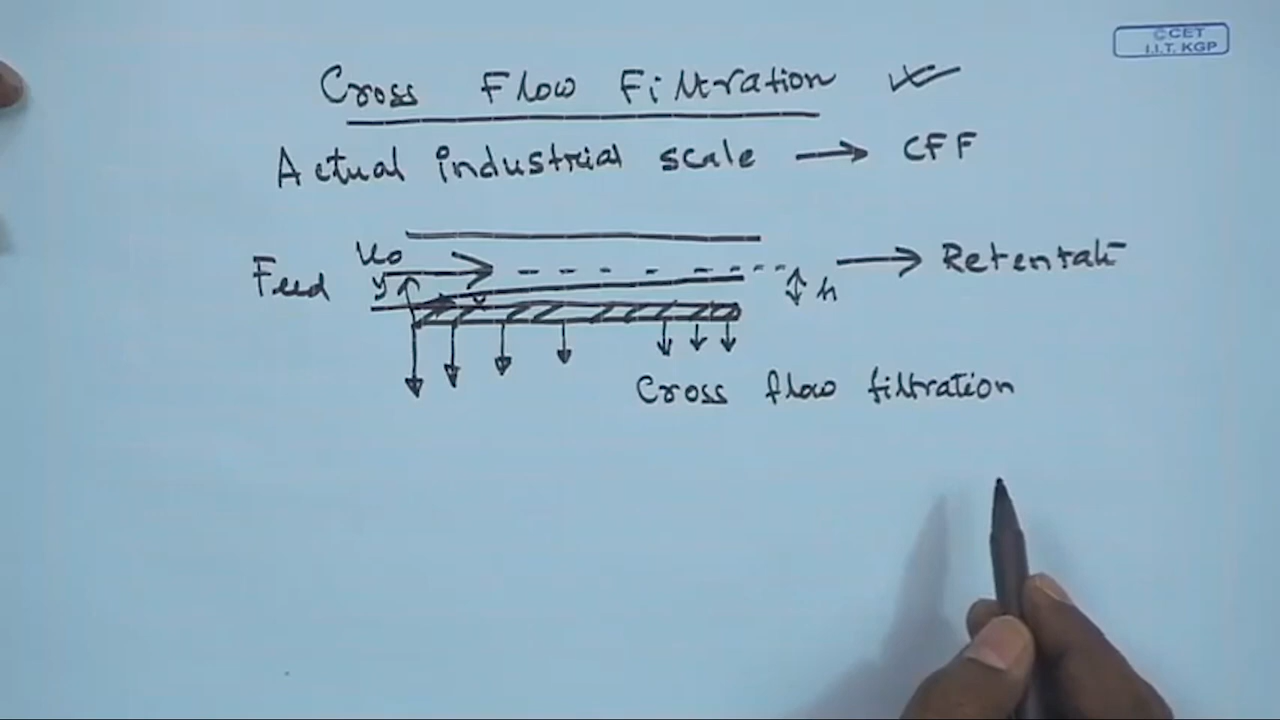 ©CET
I.I.T. KGP
Cross Flow Filtration
Actual industrial scale → CFF
Feed u₀ → Retentate
y
h
x
Cross flow filtration